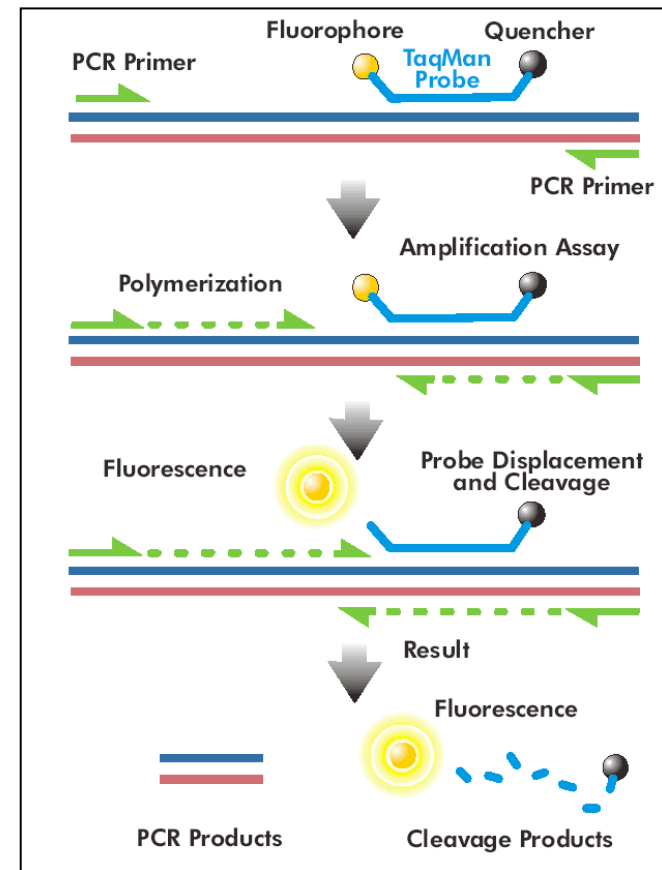 Fluorophore
Quencher
PCR Primer
TaqMan
Probe
PCR Primer
Amplification Assay
Polymerization
Fluorescence
Probe Displacement
and Cleavage
Result
Fluorescence
PCR Products
Cleavage Products